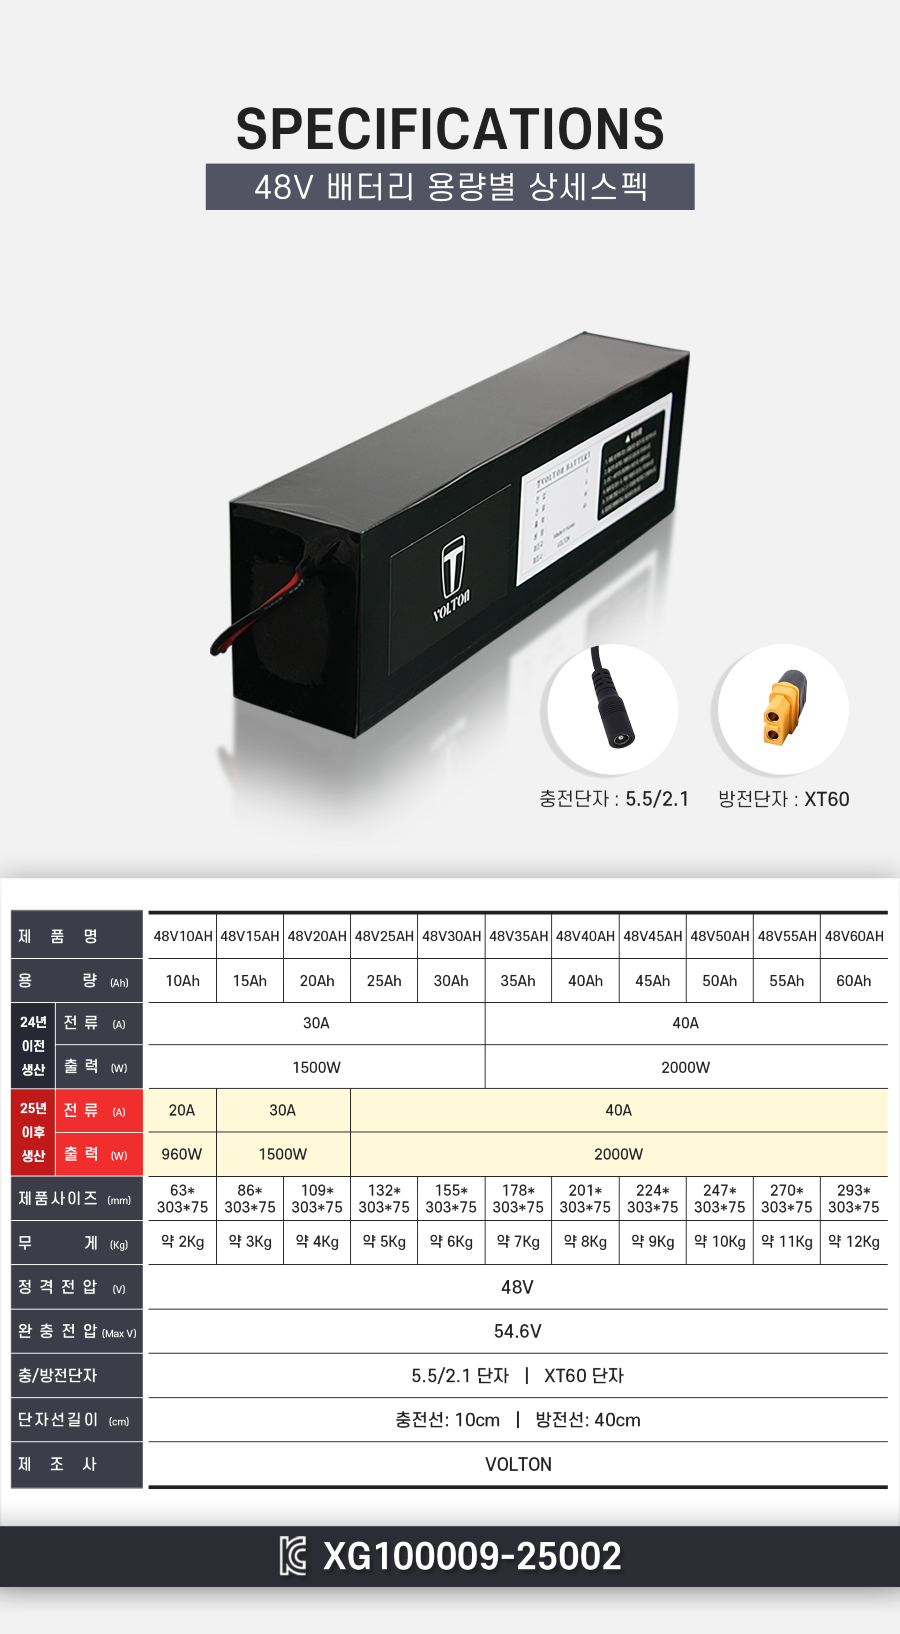 SPECIFICATIONS
48V 배터리 용량별 상세스펙
VOLTON BATTERY
Made in Korea
VOLTON
VOLTON
충전단자 : 5.5/2.1 방전단자 : XT60
제 품 명 48V10AH 48V15AH 48V20AH 48V25AH 48V30AH 48V35AH 48V40AH 48V45AH 48V50AH 48V55AH 48V60AH
용 량 (Ah) 10Ah 15Ah 20Ah 25Ah 30Ah 35Ah 40Ah 45Ah 50Ah 55Ah 60Ah
24년 이전 생산
전 류 (A) 30A 40A
출 력 (W) 1500W 2000W
25년 이후 생산
전 류 (A) 20A 30A 40A
출 력 (W) 960W 1500W 2000W
제품사이즈 (mm) 63* 86* 109* 132* 155* 178* 201* 224* 247* 270* 293*
303*75 303*75 303*75 303*75 303*75 303*75 303*75 303*75 303*75 303*75 303*75
무 게 (Kg) 약 2Kg 약 3Kg 약 4Kg 약 5Kg 약 6Kg 약 7Kg 약 8Kg 약 9Kg 약 10Kg 약 11Kg 약 12Kg
정 격 전 압 (V) 48V
완 충 전 압 (Max V) 54.6V
충/방전단자 5.5/2.1 단자 | XT60 단자
단자선길이 (cm) 충전선: 10cm | 방전선: 40cm
제 조 사 VOLTON
XG100009-25002